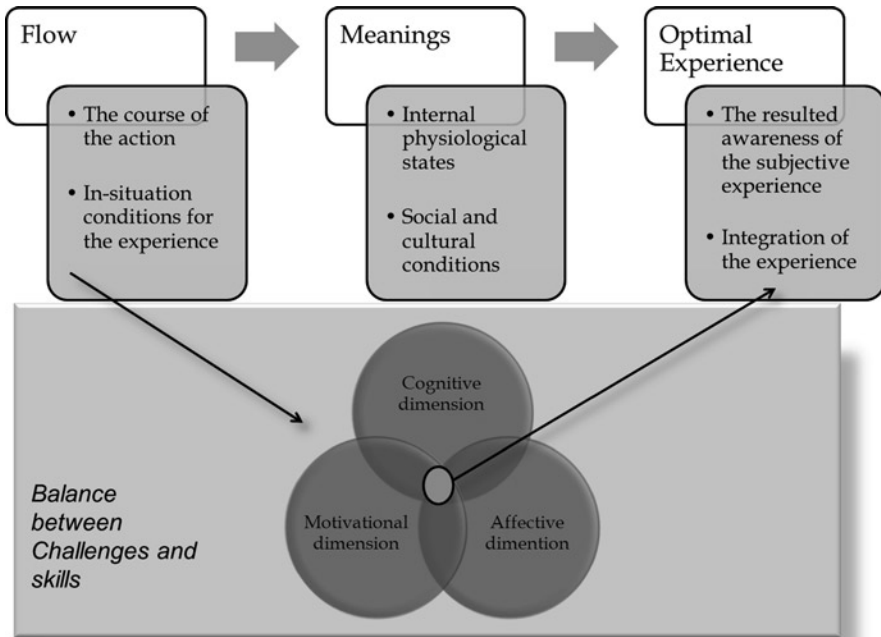 Flow
Meanings
Optimal
Experience
• The course of
the action
• In-situation
conditions for
the experience
• Internal
physiological
states
• Social and
cultural
conditions
• The resulted
awareness of
the subjective
experience
• Integration of
the experience
Cognitive
dimension
Motivational
dimension
Affective
dimention
Balance
between
Challenges and
skills